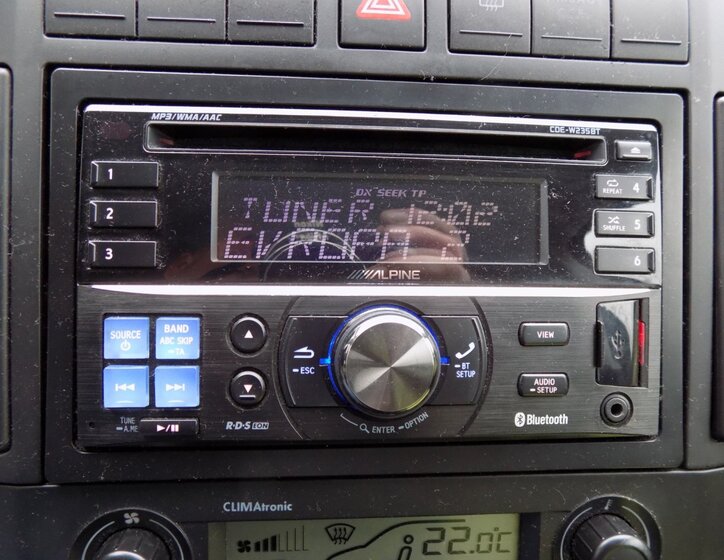 MP3/WMA/AAC
CDE-W235BT
1
2
3
DX SEEK TP
TUNER 12:02
EVROPA 2
ALPINE
REPEAT 4
SHUFFLE 5
6
SOURCE
BAND
ABC SKIP
TA
TUNE
A.ME
ESC
BT
SETUP
ENTER
OPTION
R·D·S EON
VIEW
AUDIO
SETUP
Bluetooth
CLIMAtronic
22.0°C